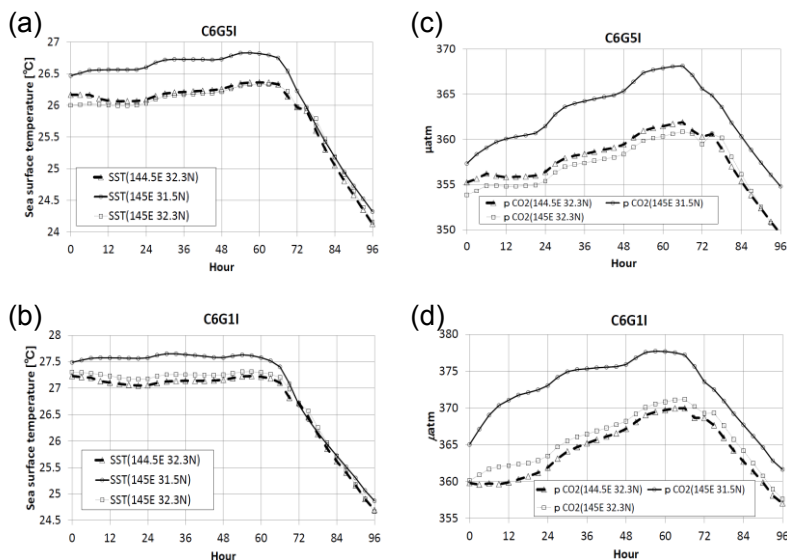 (a)
C6G5I
Sea surface temperature [℃]
27
26.5
26
25.5
25
24.5
24
SST(144.5E 32.3N)
SST(145E 31.5N)
SST(145E 32.3N)
0 12 24 36 48 60 72 84 96
Hour
(c)
C6G5I
μatm
370
365
360
355
350
p CO2(144.5E 32.3N) p CO2(145E 31.5N)
p CO2(145E 32.3N)
0 12 24 36 48 60 72 84 96
Hour
(b)
C6G1I
Sea surface temperature [℃]
28
27.5
27
26.5
26
25.5
25
24.5
SST(144.5E 32.3N)
SST(145E 31.5N)
SST(145E 32.3N)
0 12 24 36 48 60 72 84 96
Hour
(d)
C6G1I
μatm
380
375
370
365
360
355
p CO2(144.5E 32.3N) p CO2(145E 31.5N)
p CO2(145E 32.3N)
0 12 24 36 48 60 72 84 96
Hour